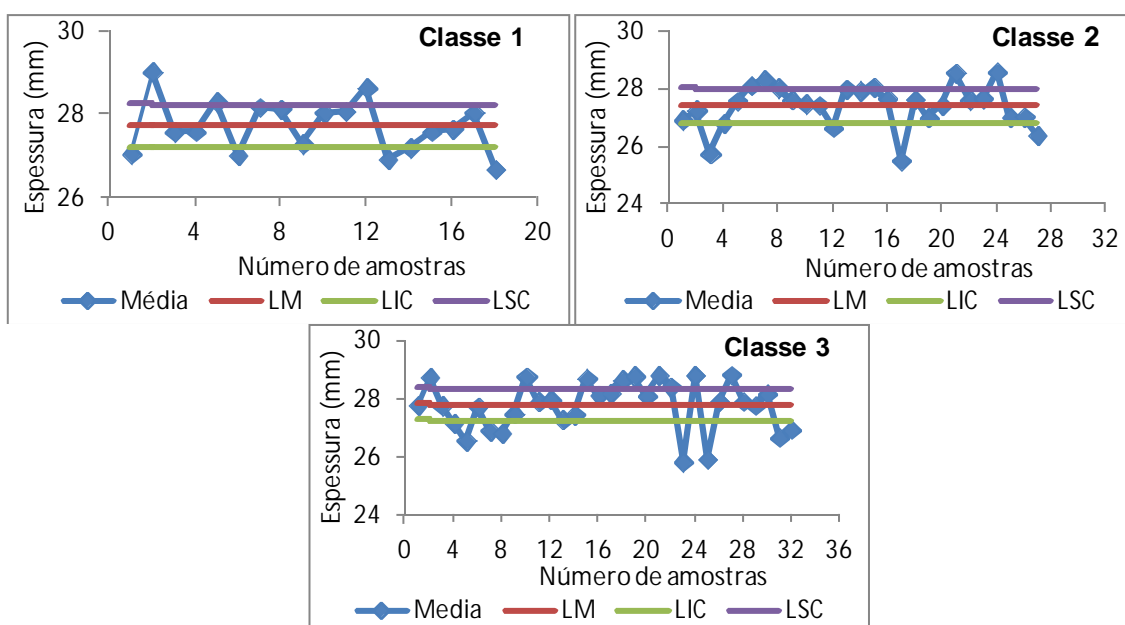 Classe 1
Espessura (mm)
30
28
26
0 4 8 12 16 20
Número de amostras
Média LM LIC LSC
Classe 2
Espessura (mm)
30
28
26
24
0 4 8 12 16 20 24 28 32
Número de amostras
Media LM LIC LSC
Classe 3
Espessura (mm)
30
28
26
24
0 4 8 12 16 20 24 28 32 36
Número de amostras
Media LM LIC LSC